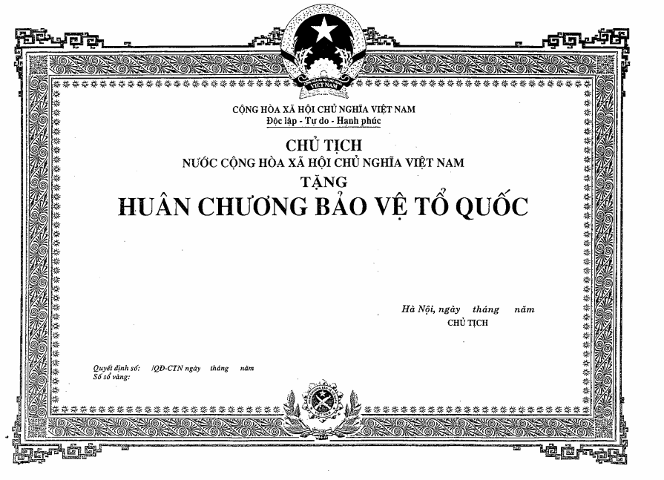 VIỆT NAM
CỘNG HÒA XÃ HỘI CHỦ NGHĨA VIỆT NAM
Độc lập - Tự do - Hạnh phúc
CHỦ TỊCH
NƯỚC CỘNG HÒA XÃ HỘI CHỦ NGHĨA VIỆT NAM
TẶNG
HUÂN CHƯƠNG BẢO VỆ TỔ QUỐC
Hà Nội, ngày tháng năm
CHỦ TỊCH
Quyết định số: /QĐ-CTN ngày tháng năm
Số sổ vàng: